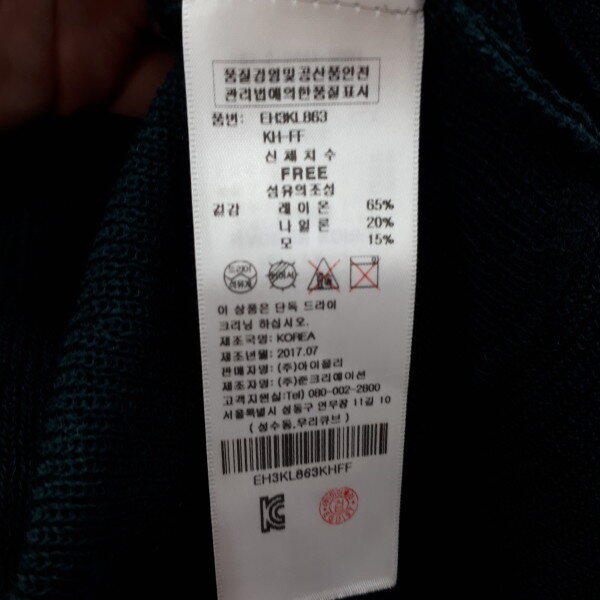 품질경영및공산품안전
관리법에의한품질표시
품번: EH3KL863
KH-FF
신체치수
FREE
섬유의조성
겉감 레이온 65%
나일론 20%
모 15%
드라이
이 상품은 단독 드라이
크리닝 하십시오.
제조국명: KOREA
제조년월: 2017.07
판매자명: (주)아이올리
제조자명: (주)준크리에이션
고객지현실: Tel) 080-002-2800
서울특별시 성동구 연무장 11길 10
(성수동,우리큐브)
EH3KL863KHFF